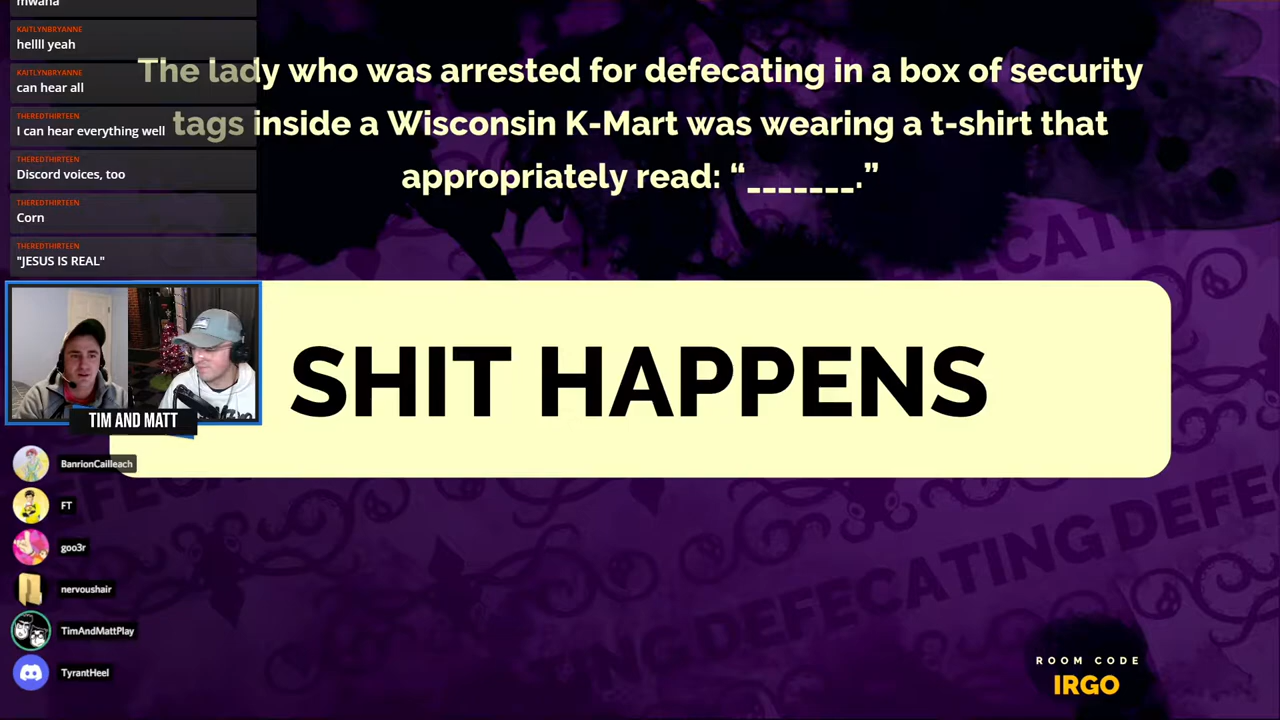 KAITLYNBRYANNE
hellll yeah
KAITLYNBRYANNE
can hear all
THEREDTHIRTEEN
I can hear everything well
THEREDTHIRTEEN
Discord voices, too
THEREDTHIRTEEN
Corn
THEREDTHIRTEEN
"JESUS IS REAL"
The lady who was arrested for defecating in a box of security
tags inside a Wisconsin K-Mart was wearing a t-shirt that
appropriately read: “_______.”
SHIT HAPPENS
TIM AND MATT
BanrionCailleach
FT
goo3r
nervoushair
TimAndMattPlay
TyrantHeel
DEFECATING
DEFECATING DEFE
ROOM CODE
IRGO